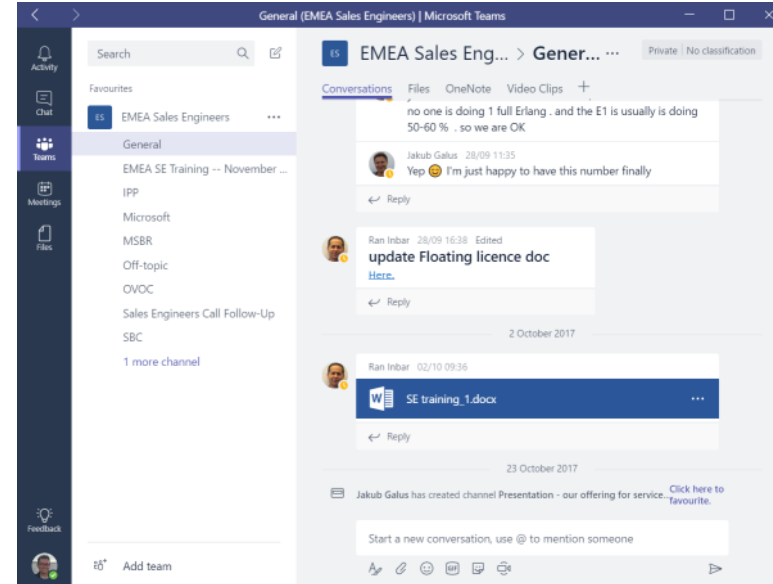 General (EMEA Sales Engineers) | Microsoft Teams
Activity
Chat
Teams
Meetings
Files
Feedback
Search
Favourites
ES EMEA Sales Engineers ...
General
EMEA SE Training -- November ...
IPP
Microsoft
MSBR
Off-topic
OVOC
Sales Engineers Call Follow-Up
SBC
1 more channel
Add team
ES EMEA Sales Eng... > Gener... ...
Private | No classification
Conversations Files OneNote Video Clips +
no one is doing 1 full Erlang . and the E1 is usually is doing
50-60 % . so we are OK
Jakub Galus 28/09 11:35
Yep 😀 I'm just happy to have this number finally
Reply
Ran Inbar 28/09 16:38 Edited
update Floating licence doc
Here.
Reply
2 October 2017
Ran Inbar 02/10 09:36
SE training_1.docx ...
Reply
23 October 2017
Jakub Galus has created channel Presentation - our offering for service...
Click here to
favourite.
Start a new conversation, use @ to mention someone
GIF